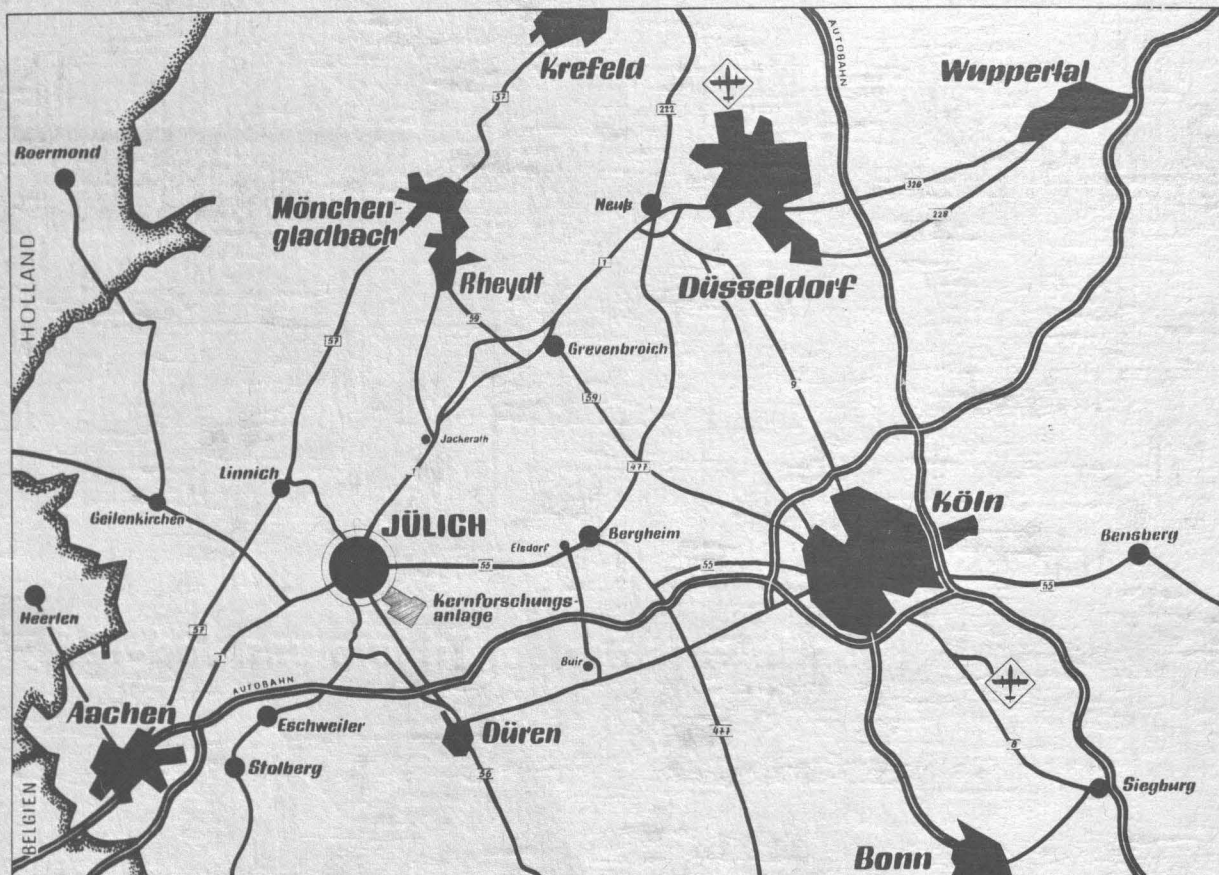 Krefeld
AUTOBAHN
Wuppertal
57
222
Roermond
326
Neuß
228
Mönchen-
gladbach
HOLLAND
1
Rheydt
Düsseldorf
59
57
Grevenbroich
9
59
Jackerath
1
477
Linnich
Geilenkirchen
JÜLICH
Köln
Elsdorf
Bergheim
Bensberg
55
55
55
Heerlen
Kernforschungs-
anlage
57
1
Buir
AUTOBAHN
Aachen
Eschweiler
Düren
477
8
Stolberg
56
Siegburg
BELGIEN
Bonn